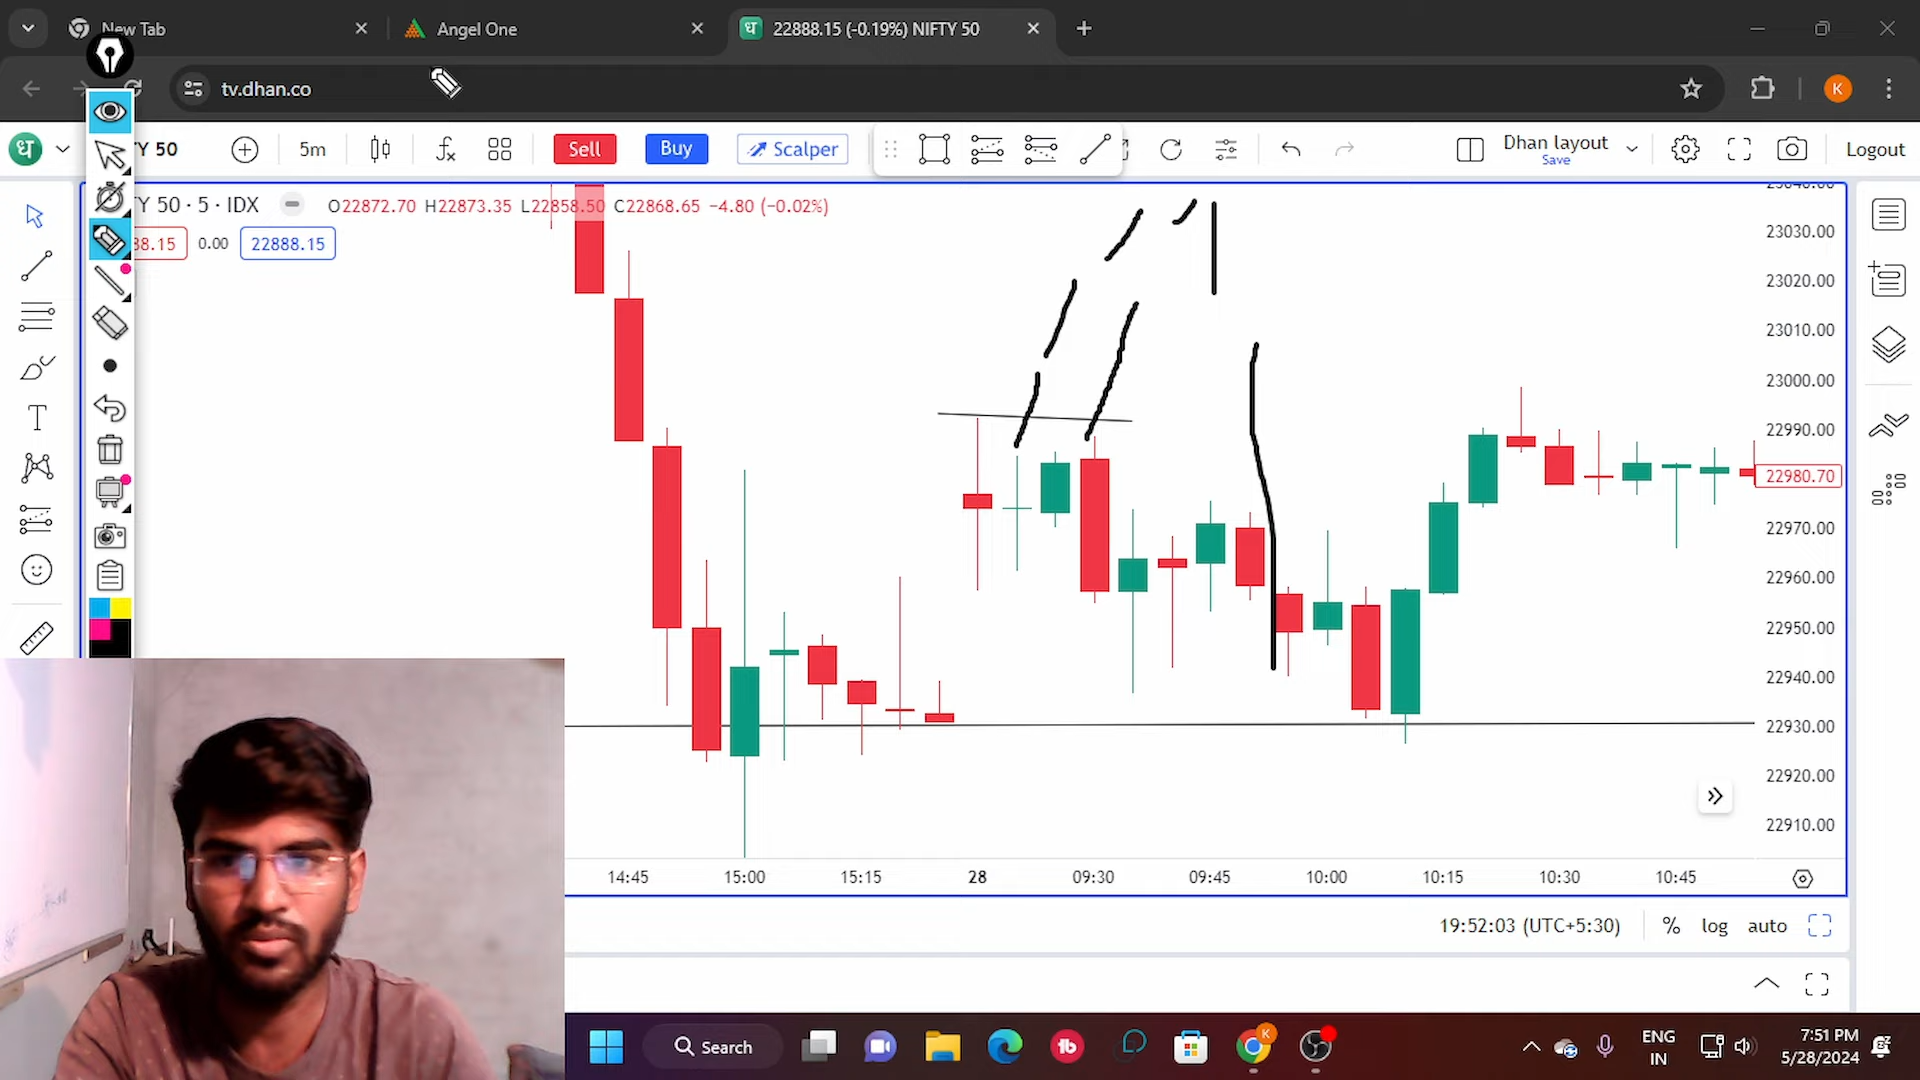 New Tab
Angel One
ध
22888.15 (-0.19%) NIFTY 50
tv.dhan.co
K
ध
Y 50
5m
Sell
Buy
Scalper
Dhan layout
Save
Logout
TY 50 · 5 · IDX
O22872.70 H22873.35 L22858.50 C22868.65 −4.80 (−0.02%)
38.15
0.00
22888.15
T
23040.00
23030.00
23020.00
23010.00
23000.00
22990.00
22980.70
22970.00
22960.00
22950.00
22940.00
22930.00
22920.00
22910.00
14:45
15:00
15:15
28
09:30
09:45
10:00
10:15
10:30
10:45
19:52:03 (UTC+5:30)
%
log
auto
Search
tb
K
ENG
IN
7:51 PM
5/28/2024